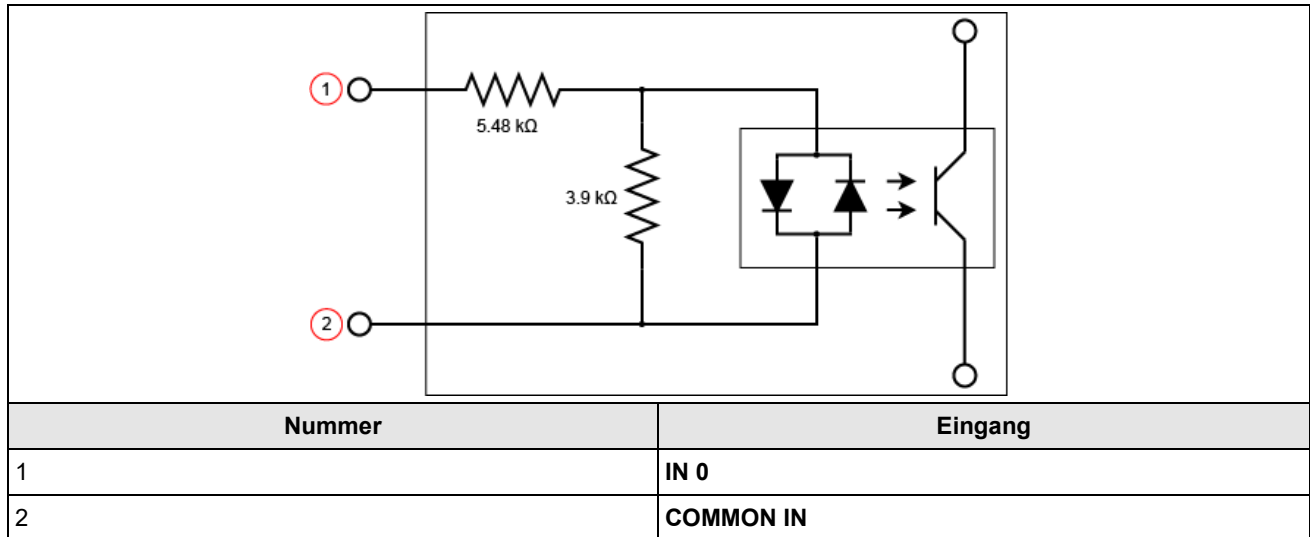 1
5.48 kΩ
3.9 kΩ
2
Nummer Eingang
1 IN 0
2 COMMON IN